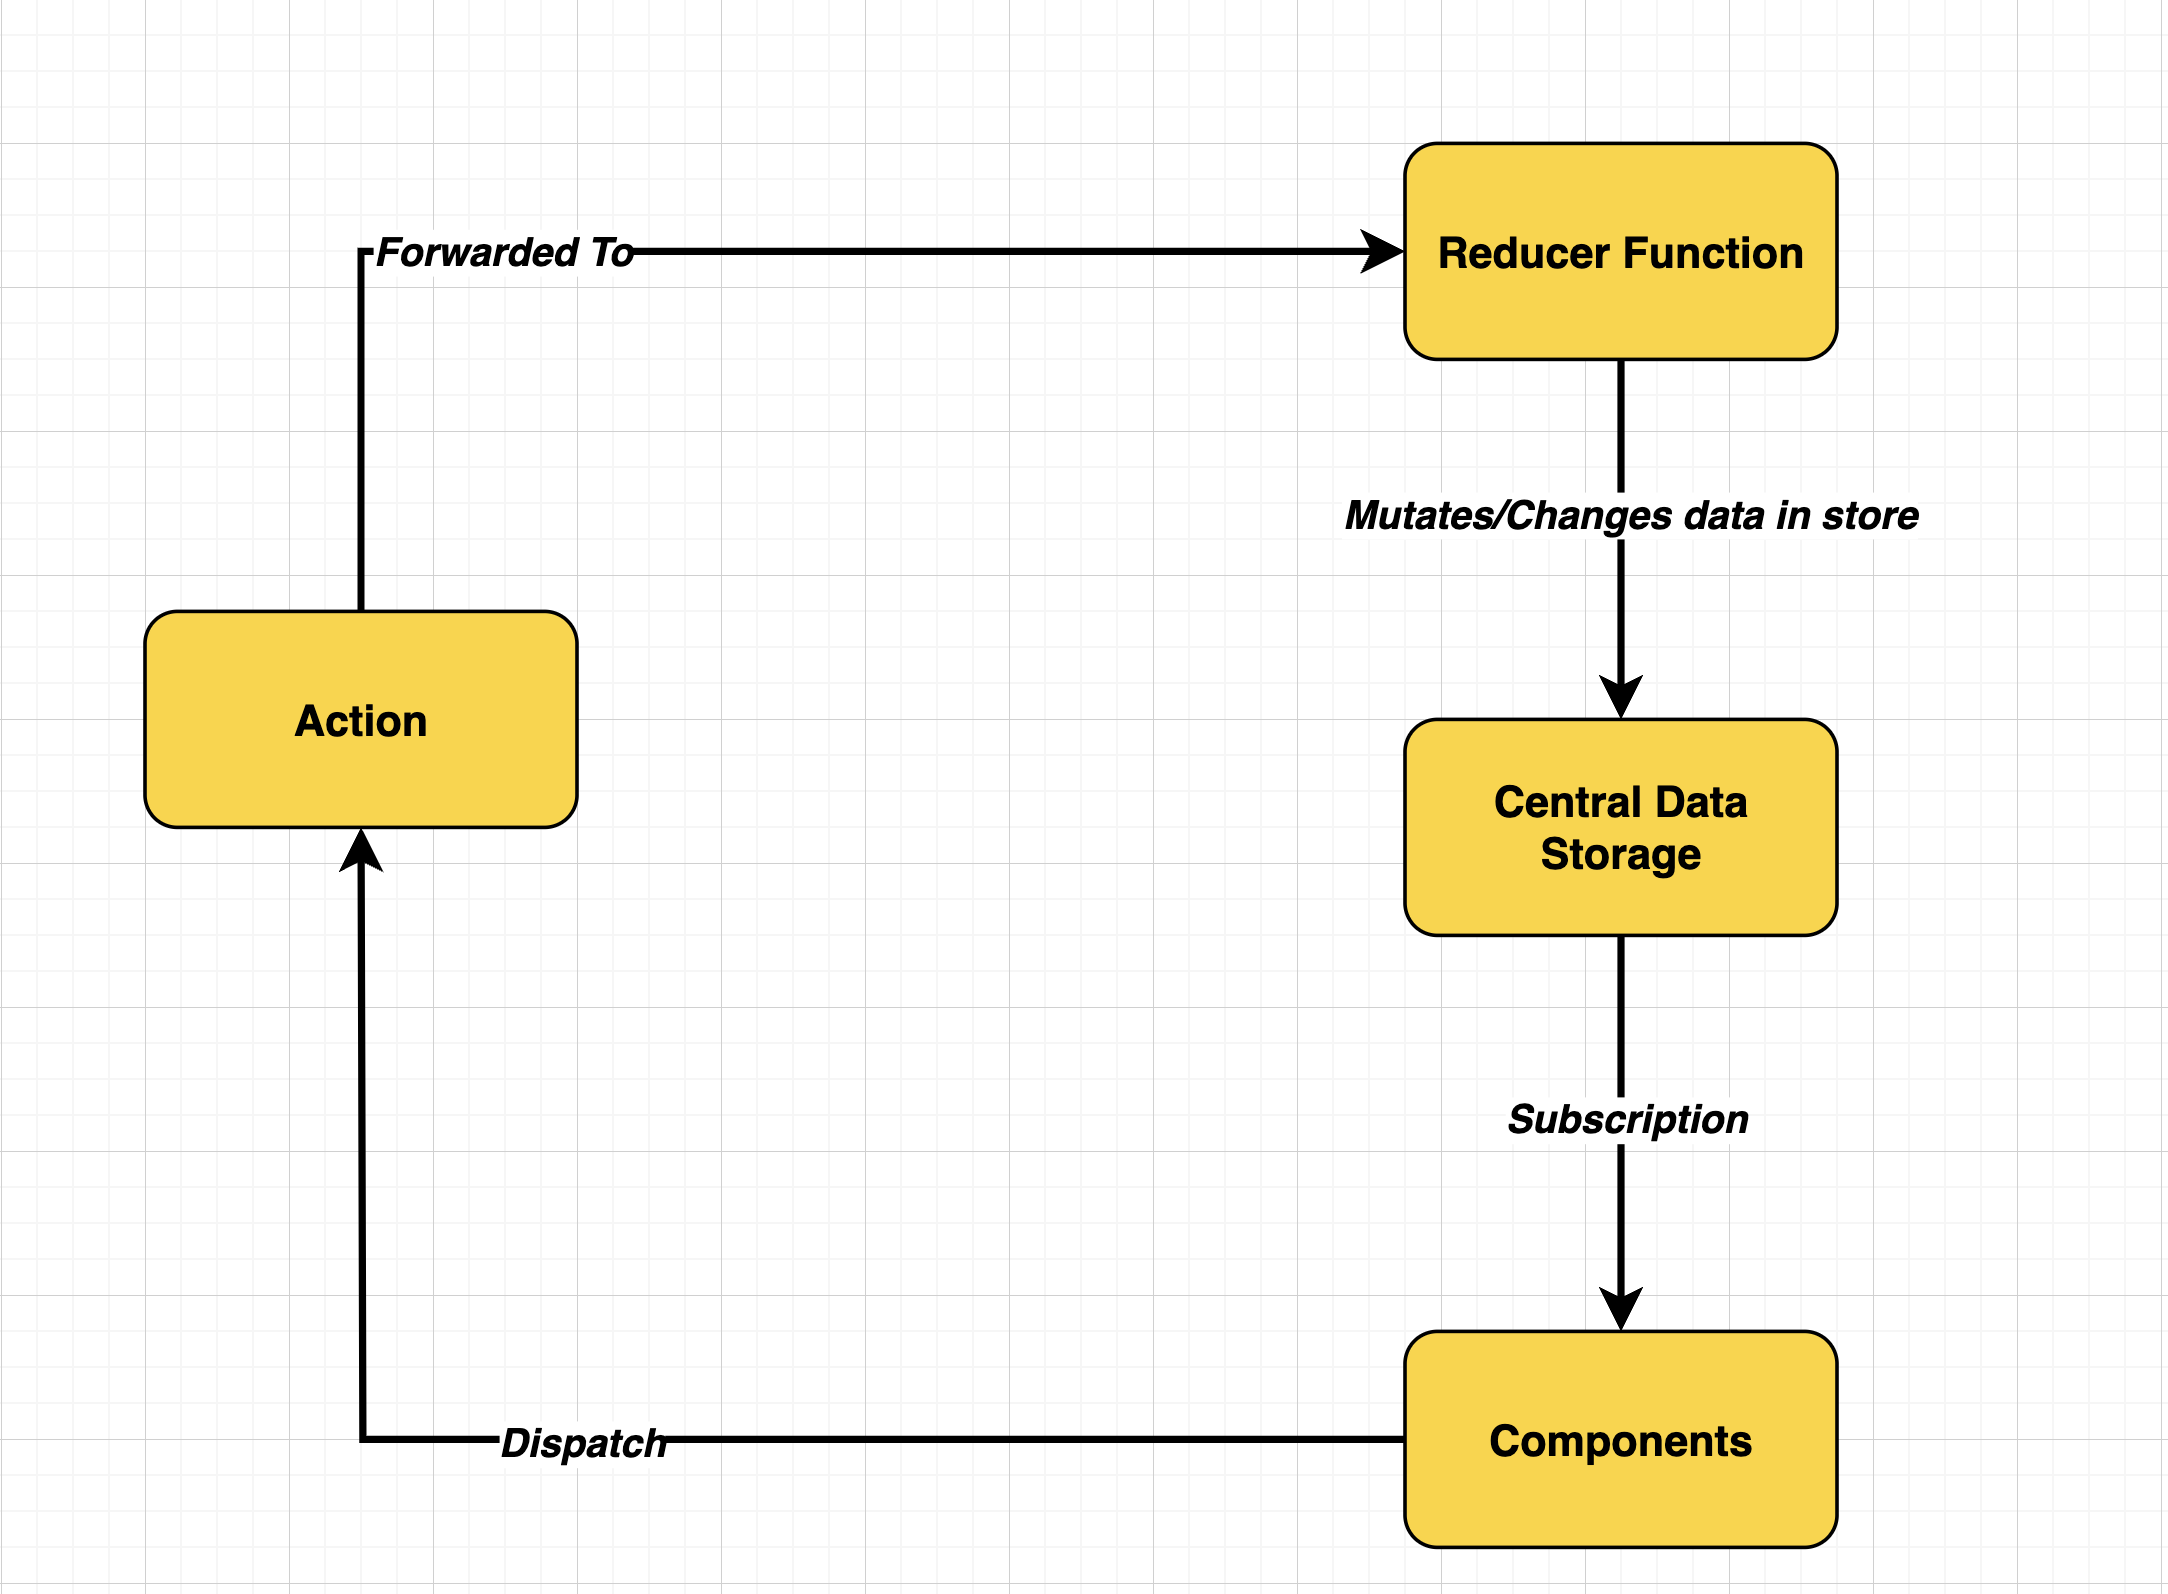 Forwarded To
Reducer Function
Mutates/Changes data in store
Action
Central Data
Storage
Subscription
Dispatch
Components